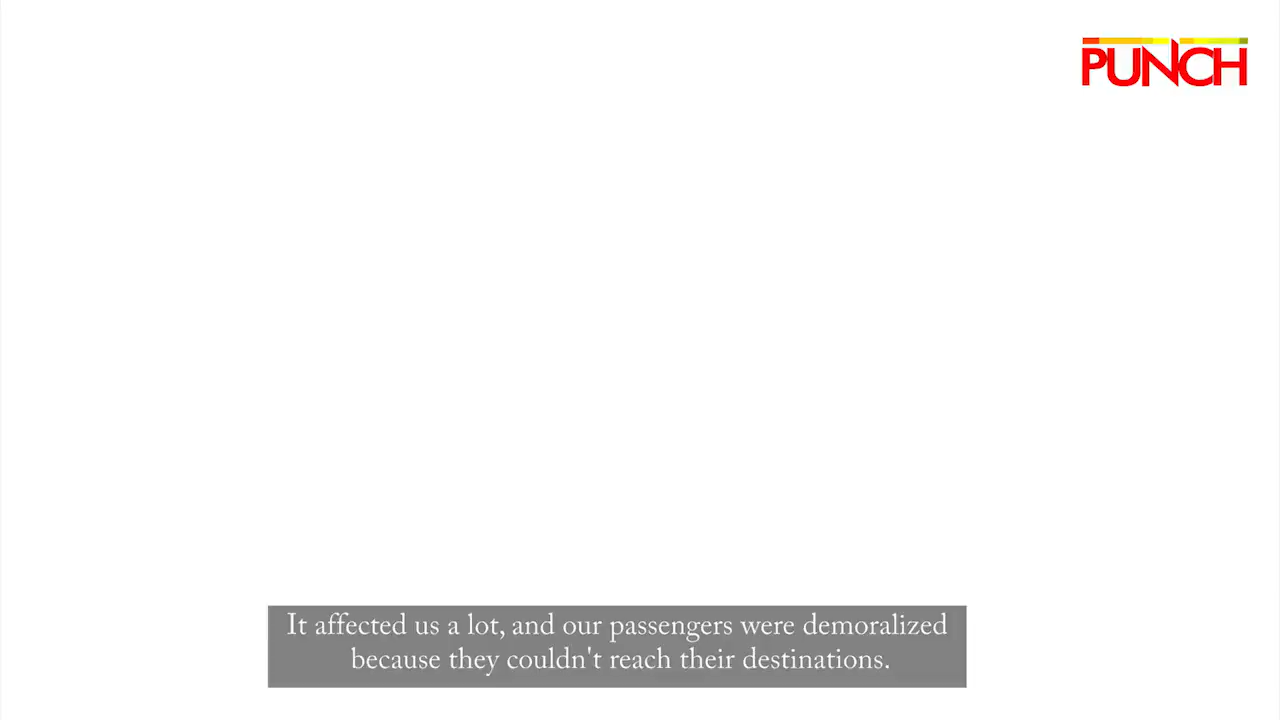 PUNCH
It affected us a lot, and our passengers were demoralized
because they couldn't reach their destinations.